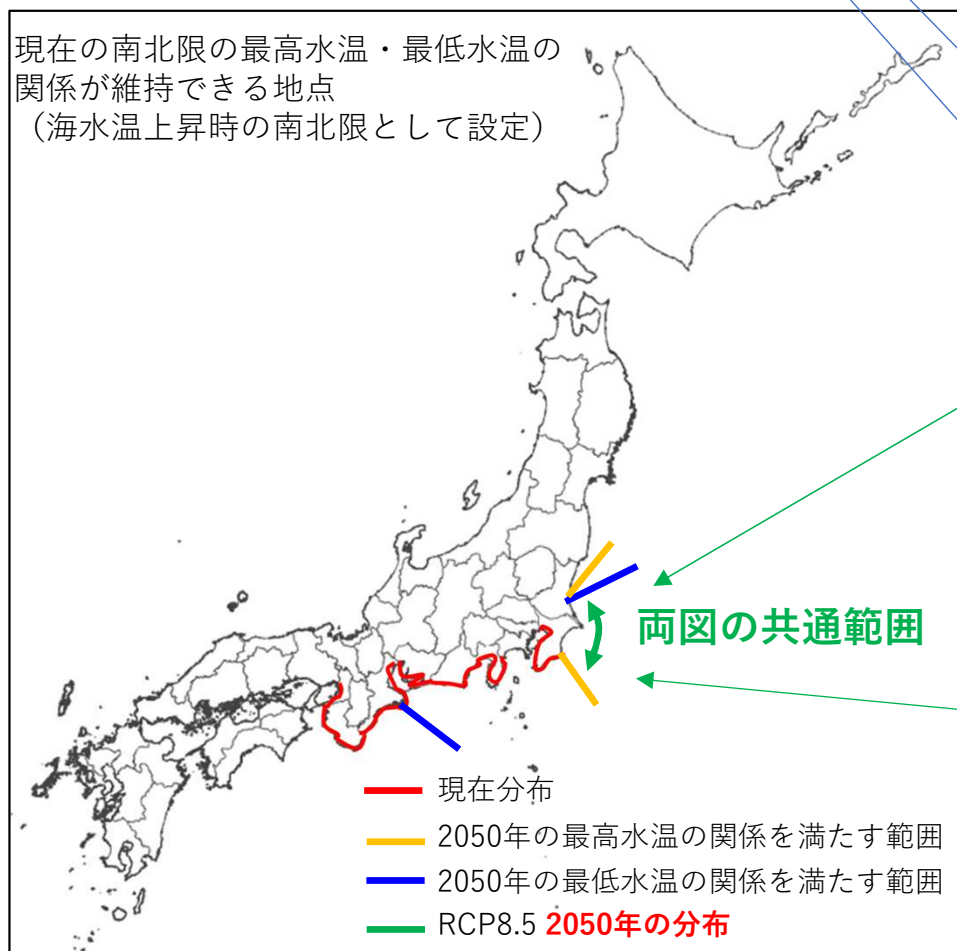 現在の南北限の最高水温・最低水温の
関係が維持できる地点
（海水温上昇時の南北限として設定）
両図の共通範囲
現在分布
2050年の最高水温の関係を満たす範囲
2050年の最低水温の関係を満たす範囲
RCP8.5 2050年の分布